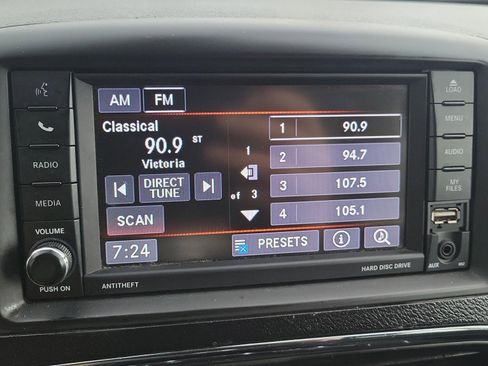 AM FM
Classical
90.9 ST
Victoria
DIRECT TUNE
SCAN
7:24
1
of 3
1 90.9
2 94.7
3 107.5
4 105.1
PRESETS
RADIO
MEDIA
VOLUME
PUSH ON
ANTITHEFT
HARD DISC DRIVE
LOAD
MENU
AUDIO
MY FILES
AUX